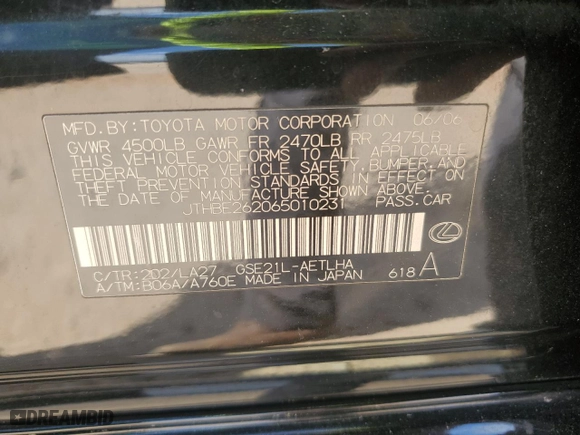 MFD. BY: TOYOTA MOTOR CORPORATION 06/06
GVWR 4500LB GAWR FR 2470LB RR 2475LB
THIS VEHICLE CONFORMS TO ALL APPLICABLE
FEDERAL MOTOR VEHICLE SAFETY, BUMPER, AND
THEFT PREVENTION STANDARDS IN EFFECT ON
THE DATE OF MANUFACTURE SHOWN ABOVE.
JTHBE262065010231 PASS.CAR
C/TR: 202/LA27 GSE21L-AETLHA
A/TM: B06A/A760E MADE IN JAPAN 618 A
DREAMBID